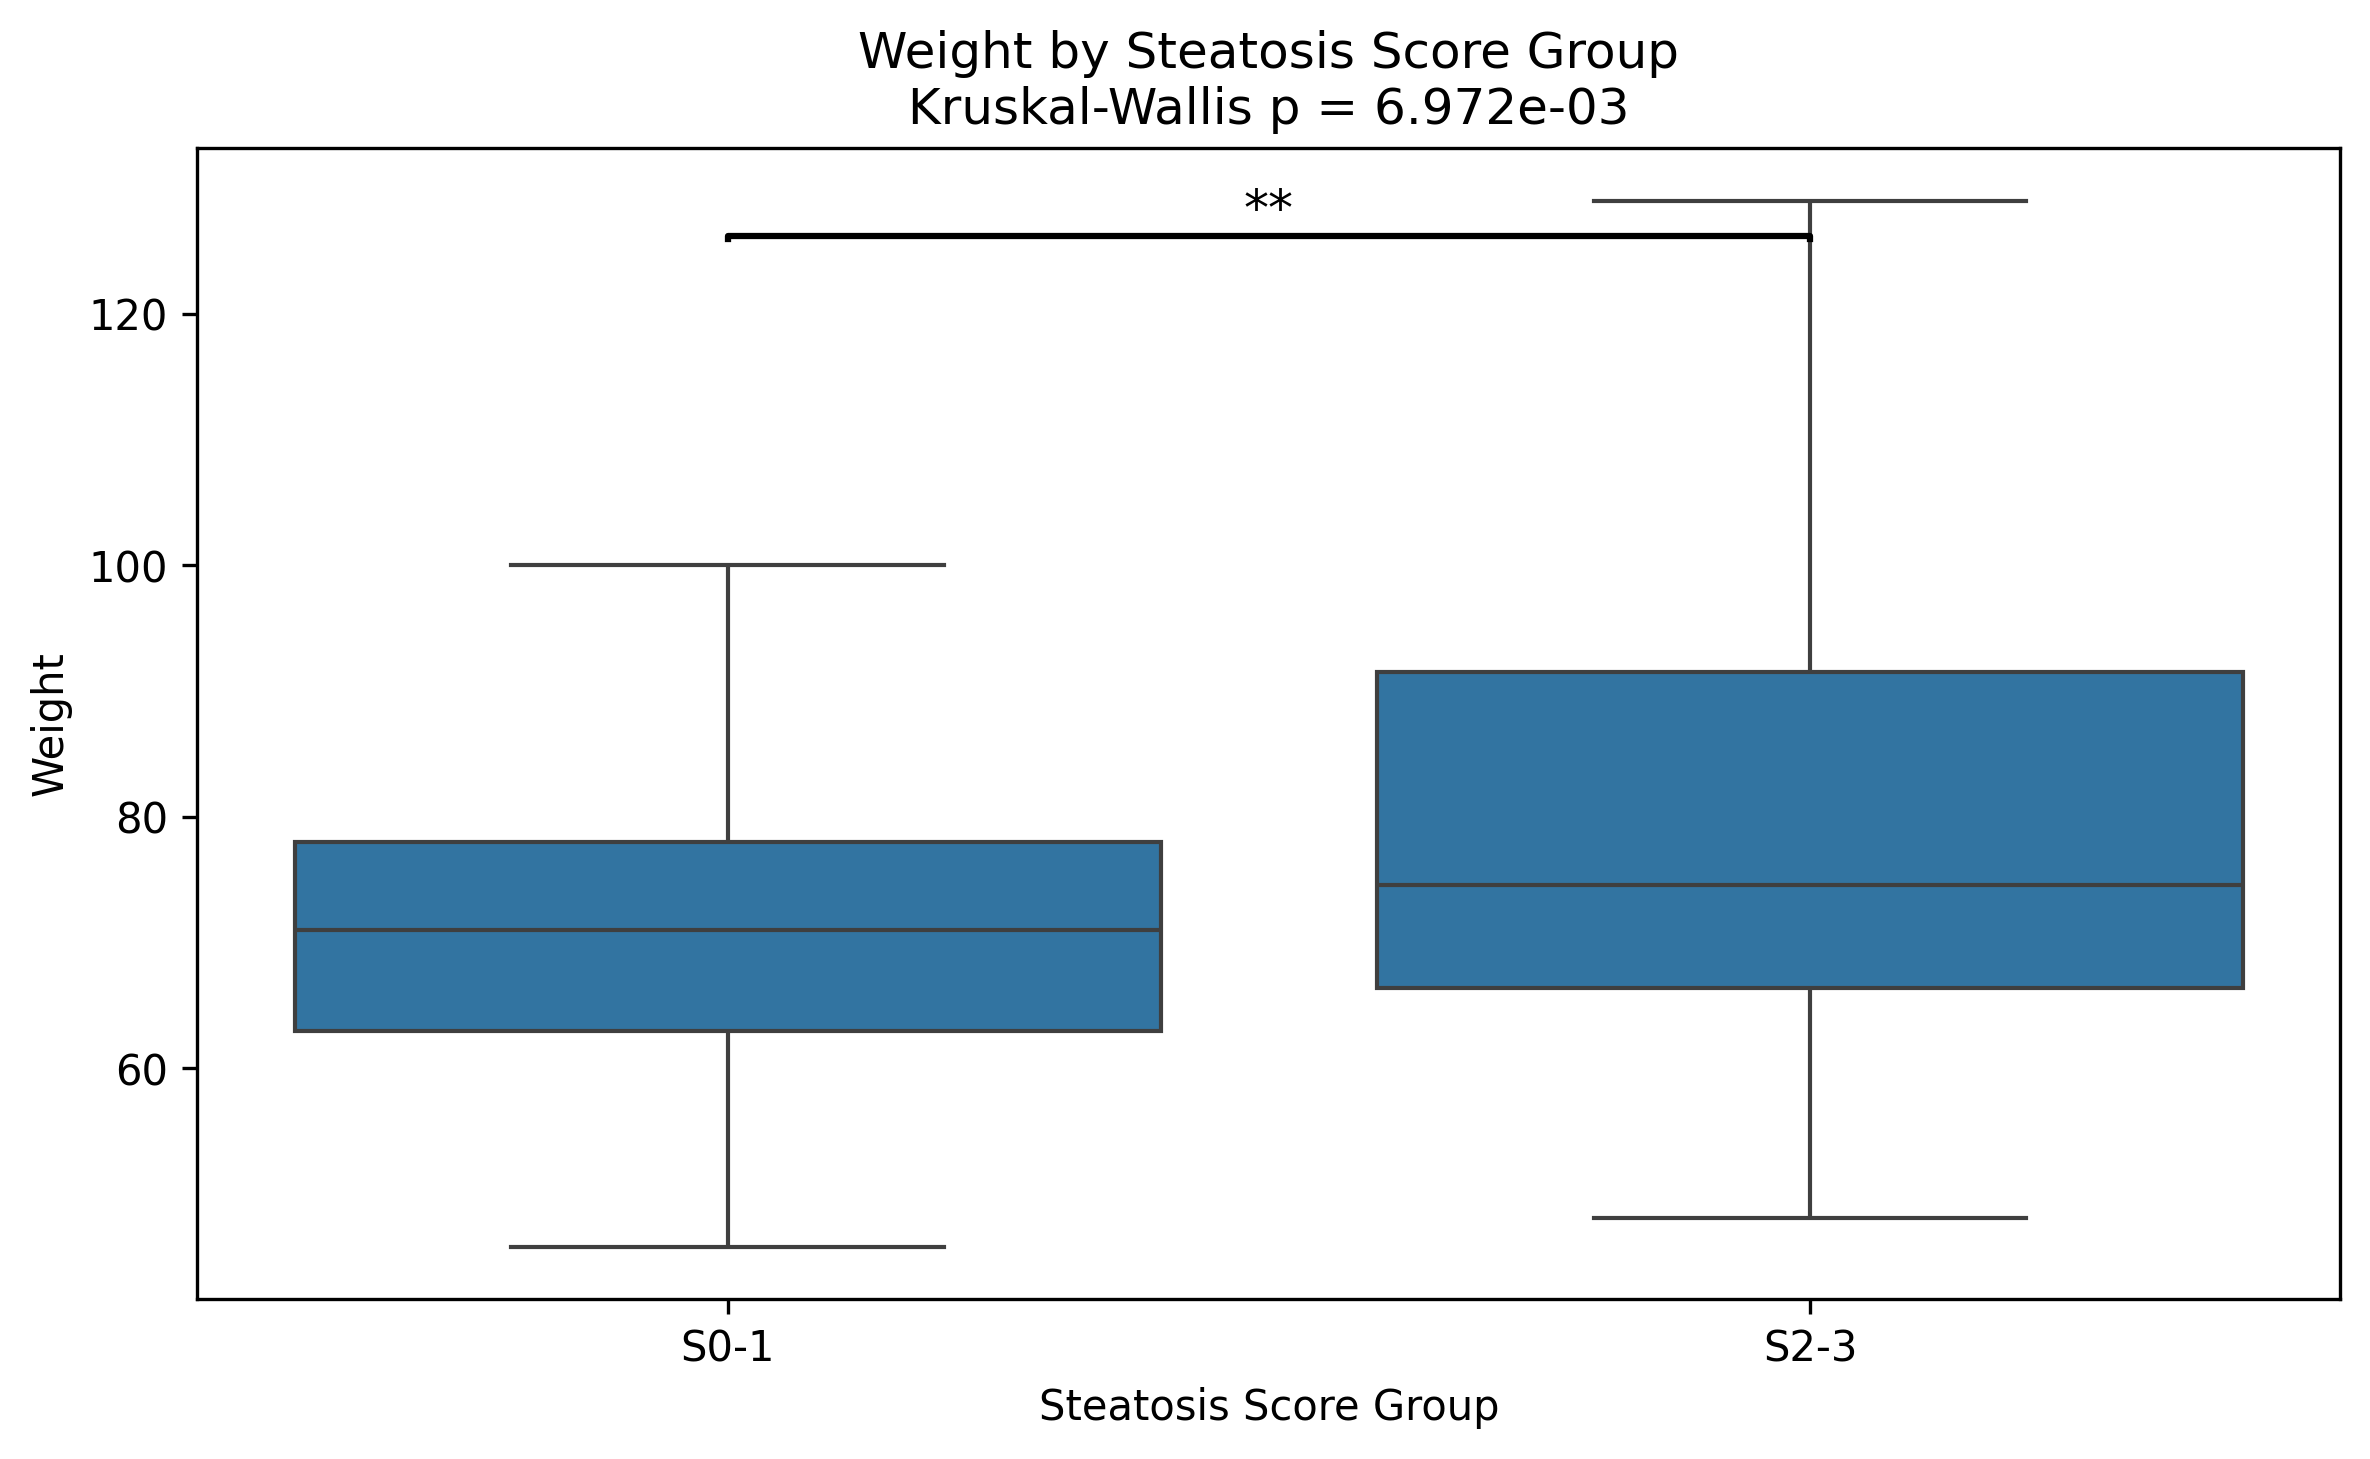 Weight by Steatosis Score Group
Kruskal-Wallis p = 6.972e-03
**
120
100
80
60
Weight
S0-1
S2-3
Steatosis Score Group